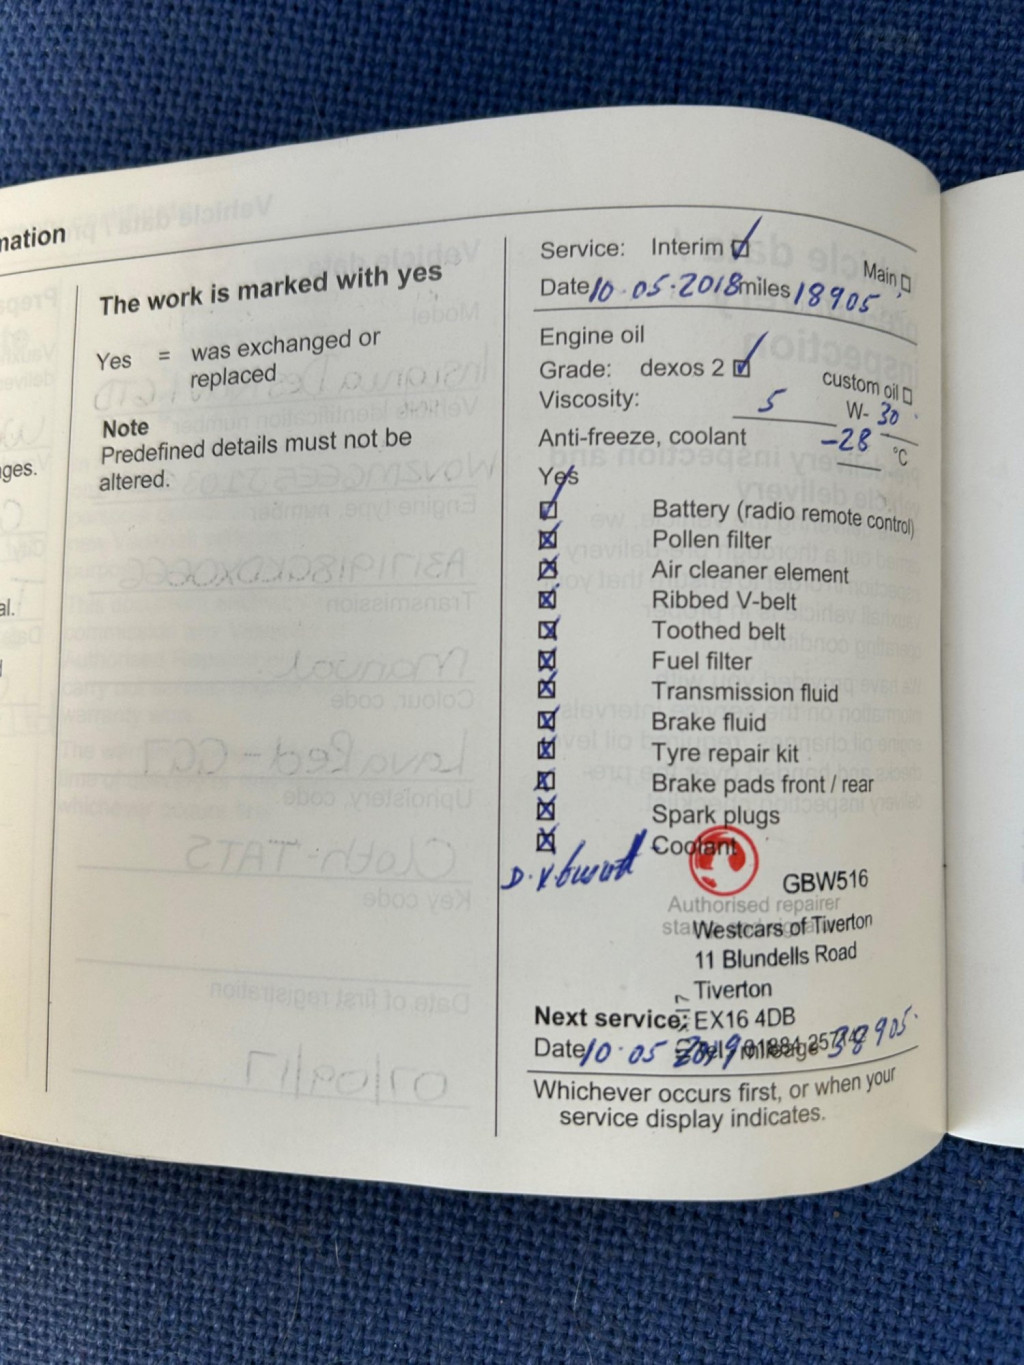 mation
The work is marked with yes
Yes = was exchanged or
replaced
Note
Predefined details must not be
altered.
ges.
al.
Service: Interim ☑ Main ☐
Date 10-05-2018 miles 18905
Engine oil
Grade: dexos 2 ☑ custom oil ☐
Viscosity: 5 W- 30
Anti-freeze, coolant -28 °C
Yes
☑ Battery (radio remote control)
☒ Pollen filter
☒ Air cleaner element
☒ Ribbed V-belt
☒ Toothed belt
☒ Fuel filter
☒ Transmission fluid
☒ Brake fluid
☒ Tyre repair kit
☒ Brake pads front / rear
☒ Spark plugs
☒ Coolant
GBW516
Authorised repairer
Westcars of Tiverton
11 Blundells Road
Tiverton
Next service: EX16 4DB
Date 10-05 2019 mileage 38905
Whichever occurs first, or when your
service display indicates.